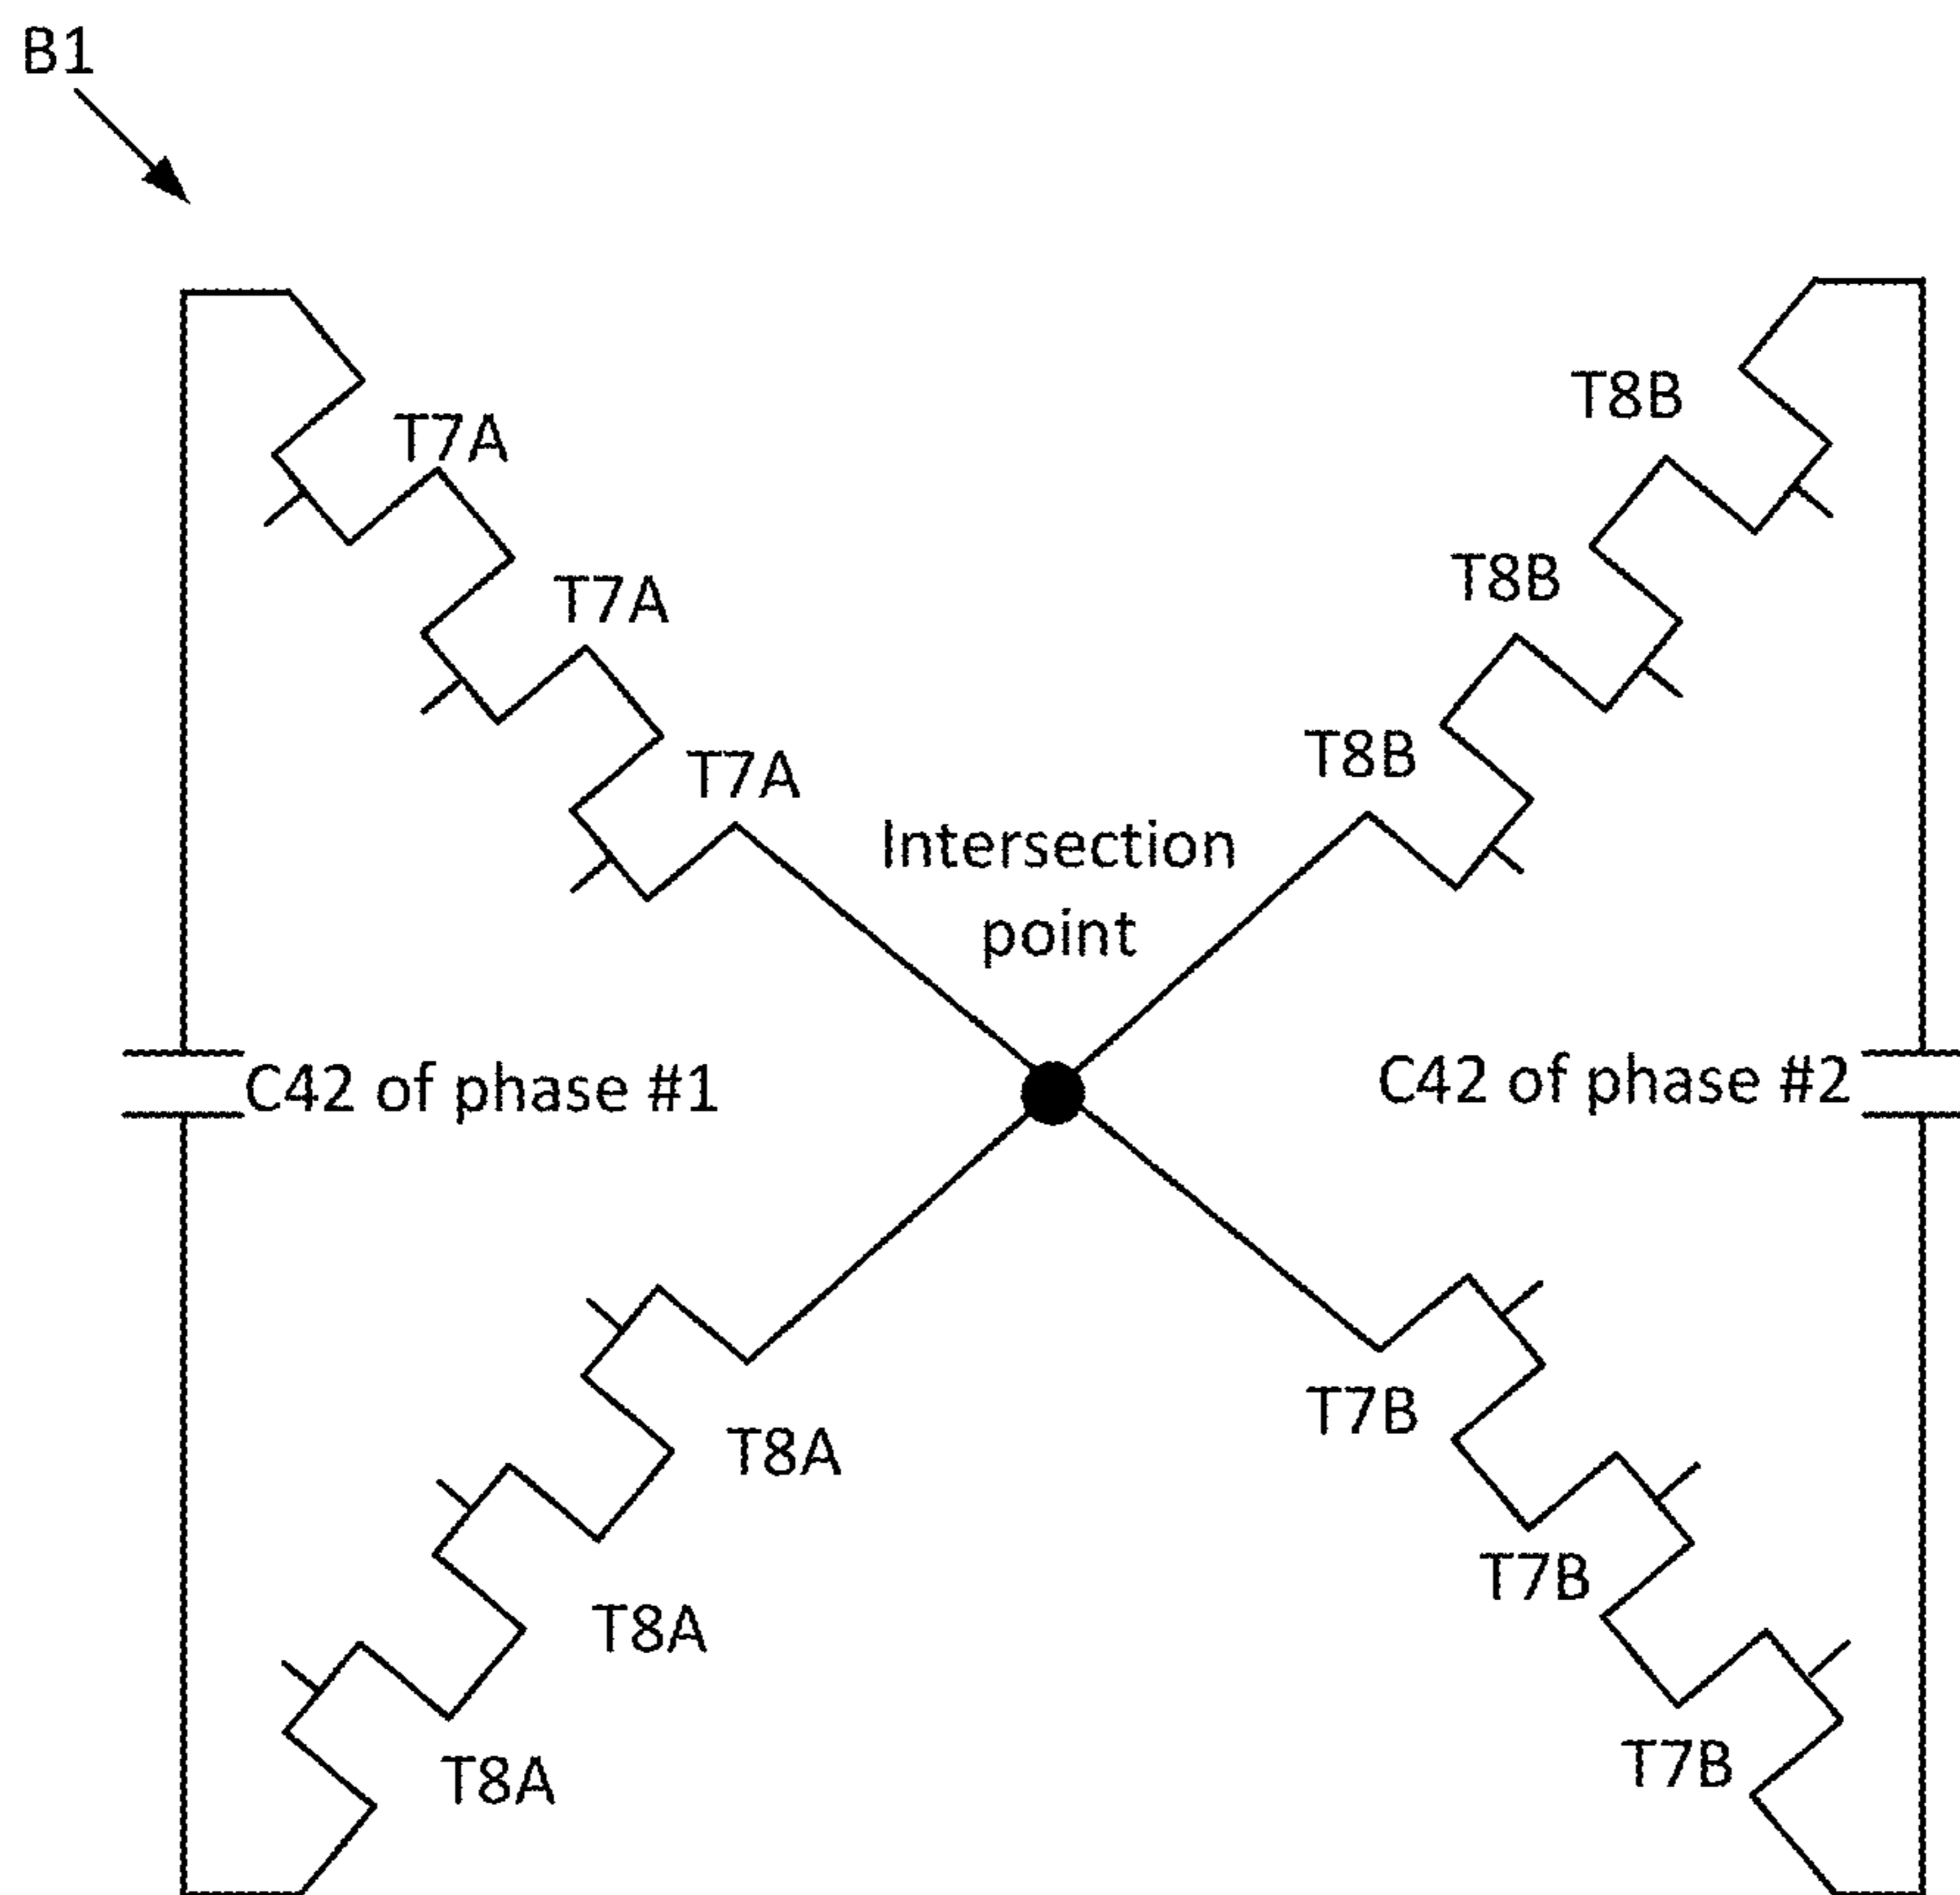 B1
T8B
T7A
T8B
T7A
T8B
T7A
Intersection
point
C42 of phase #1
C42 of phase #2
T7B
T8A
T7B
T8A
T7B
T8A